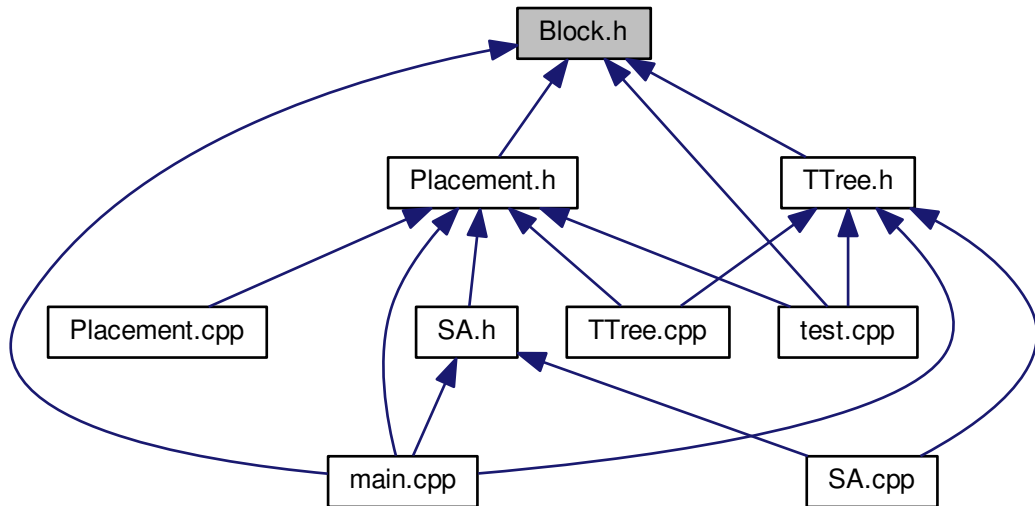 Block.h
Placement.h
TTree.h
Placement.cpp
SA.h
TTree.cpp
test.cpp
main.cpp
SA.cpp